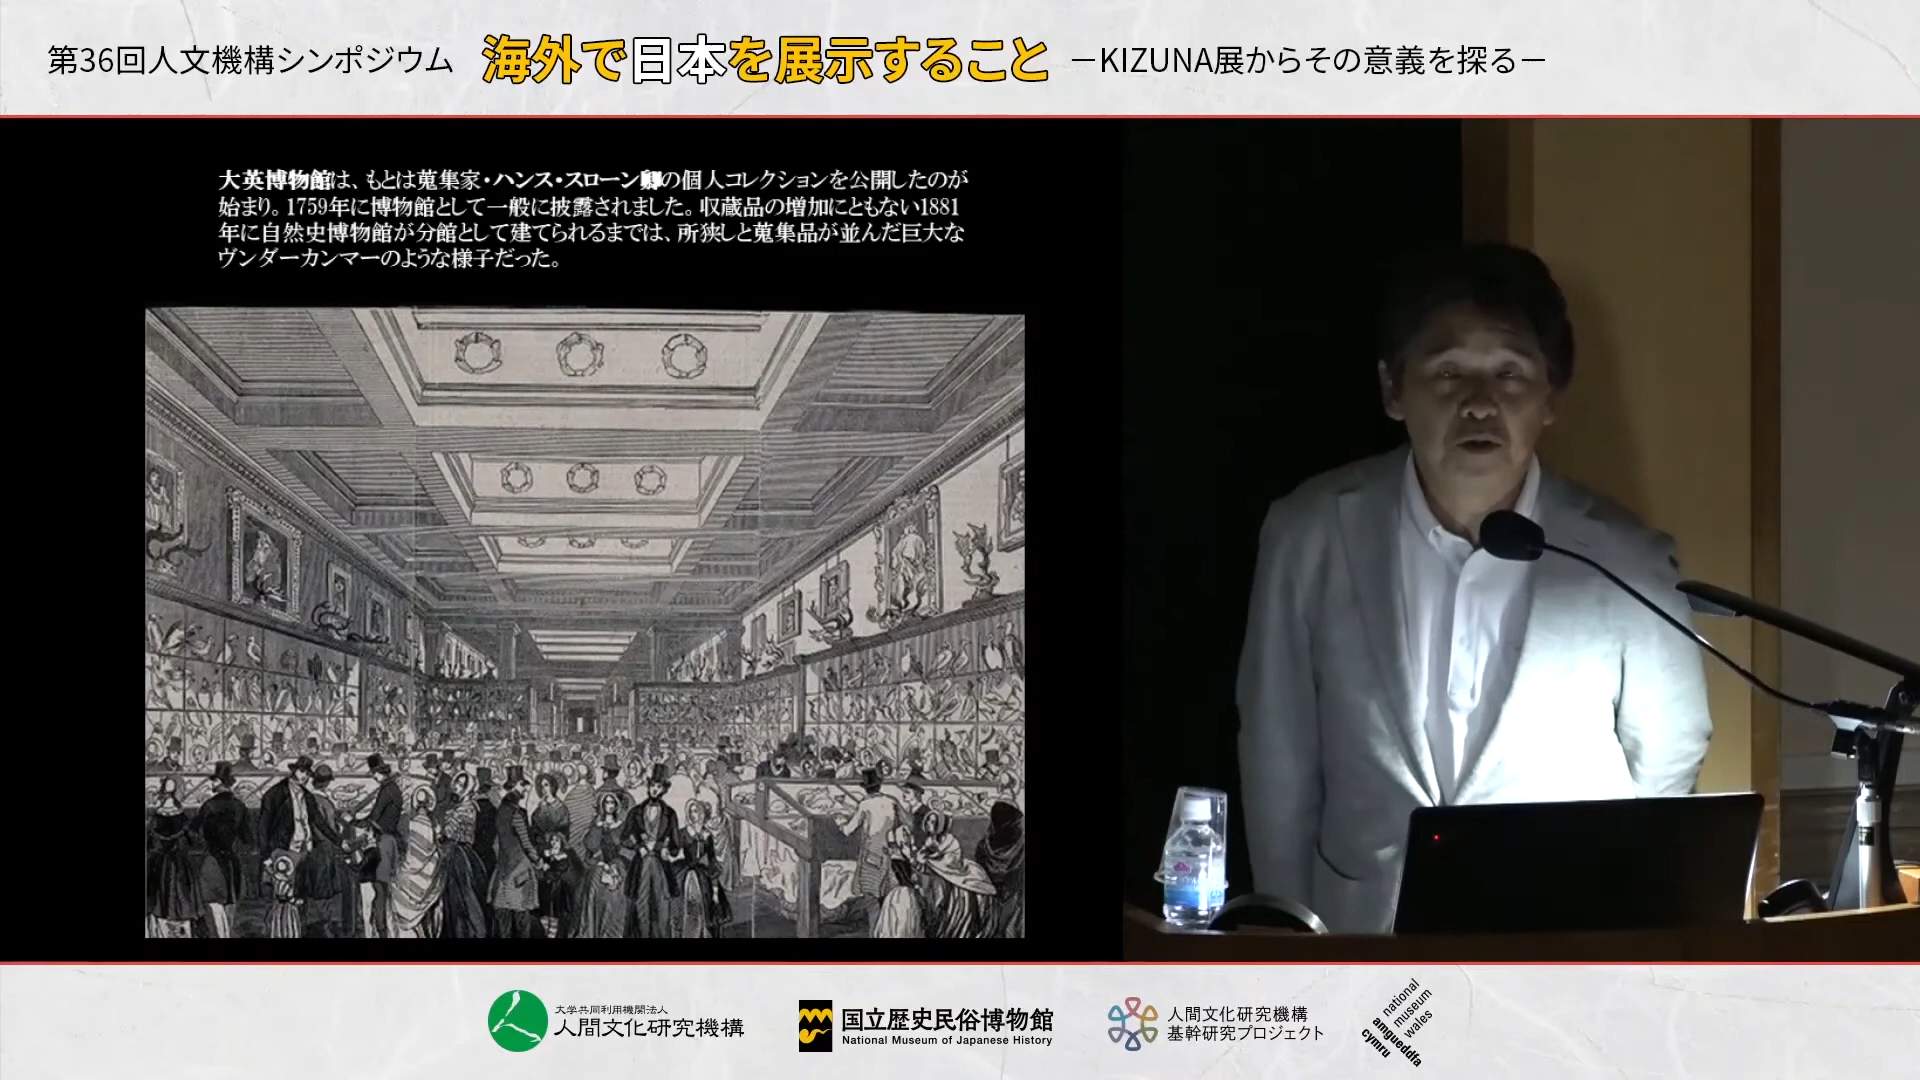 第36回人文機構シンポジウム 海外で日本を展示すること －KIZUNA展からその意義を探る－
大英博物館は、もとは蒐集家・ハンス・スローン卿の個人コレクションを公開したのが
始まり。1759年に博物館として一般に披露されました。収蔵品の増加にともない1881
年に自然史博物館が分館として建てられるまでは、所狭しと蒐集品が並んだ巨大な
ヴンダーカンマーのような様子だった。
大学共同利用機関法人
人間文化研究機構
国立歴史民俗博物館
National Museum of Japanese History
人間文化研究機構
基幹研究プロジェクト
national
museum
wales
amgueddfa
cymru